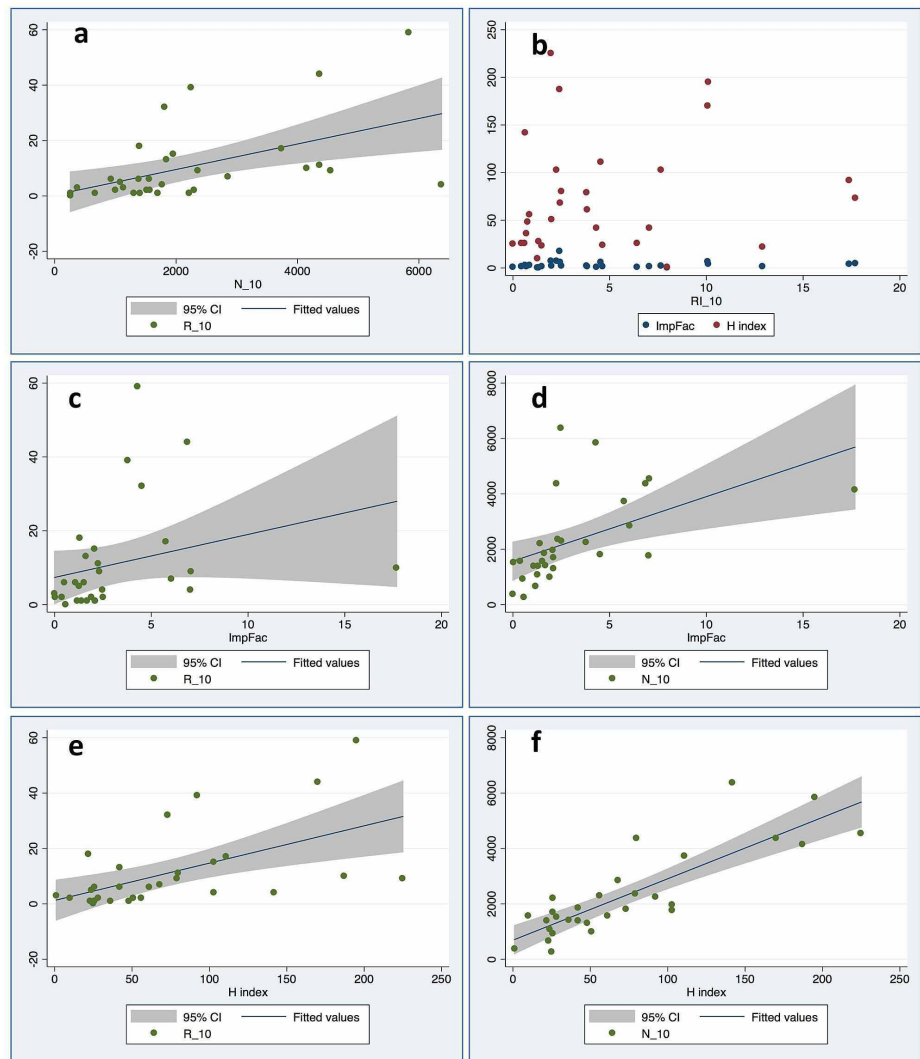 a
60
40
20
0
20
0
2000
4000
6000
N_10
95% CI
Fitted values
R_10
b
250
200
150
100
50
0
0
5
10
15
20
RI_10
ImpFac
H index
c
60
40
20
0
0
5
10
15
20
ImpFac
95% CI
Fitted values
R_10
d
8000
6000
4000
2000
0
0
5
10
15
20
ImpFac
95% CI
Fitted values
N_10
e
60
40
20
0
20
0
50
100
150
200
250
H index
95% CI
Fitted values
R_10
f
8000
6000
4000
2000
0
0
50
100
150
200
250
H index
95% CI
Fitted values
N_10